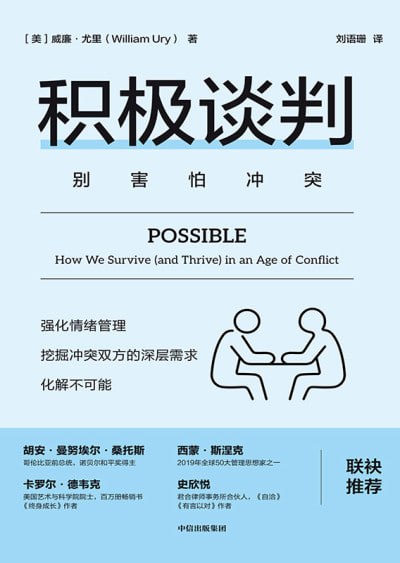 [美]威廉·尤里（William Ury） 著 刘语珊 译
积极谈判
别害怕冲突
POSSIBLE
How We Survive (and Thrive) in an Age of Conflict
强化情绪管理
挖掘冲突双方的深层需求
化解不可能
胡安·曼努埃尔·桑托斯
哥伦比亚前总统，诺贝尔和平奖得主
西蒙·斯涅克
2019年全球50大管理思想家之一
卡罗尔·德韦克
美国艺术与科学院院士，百万册畅销书
《终身成长》作者
史欣悦
君合律师事务所合伙人，《自洽》
《有言以对》作者
联袂
推荐
中信出版集团